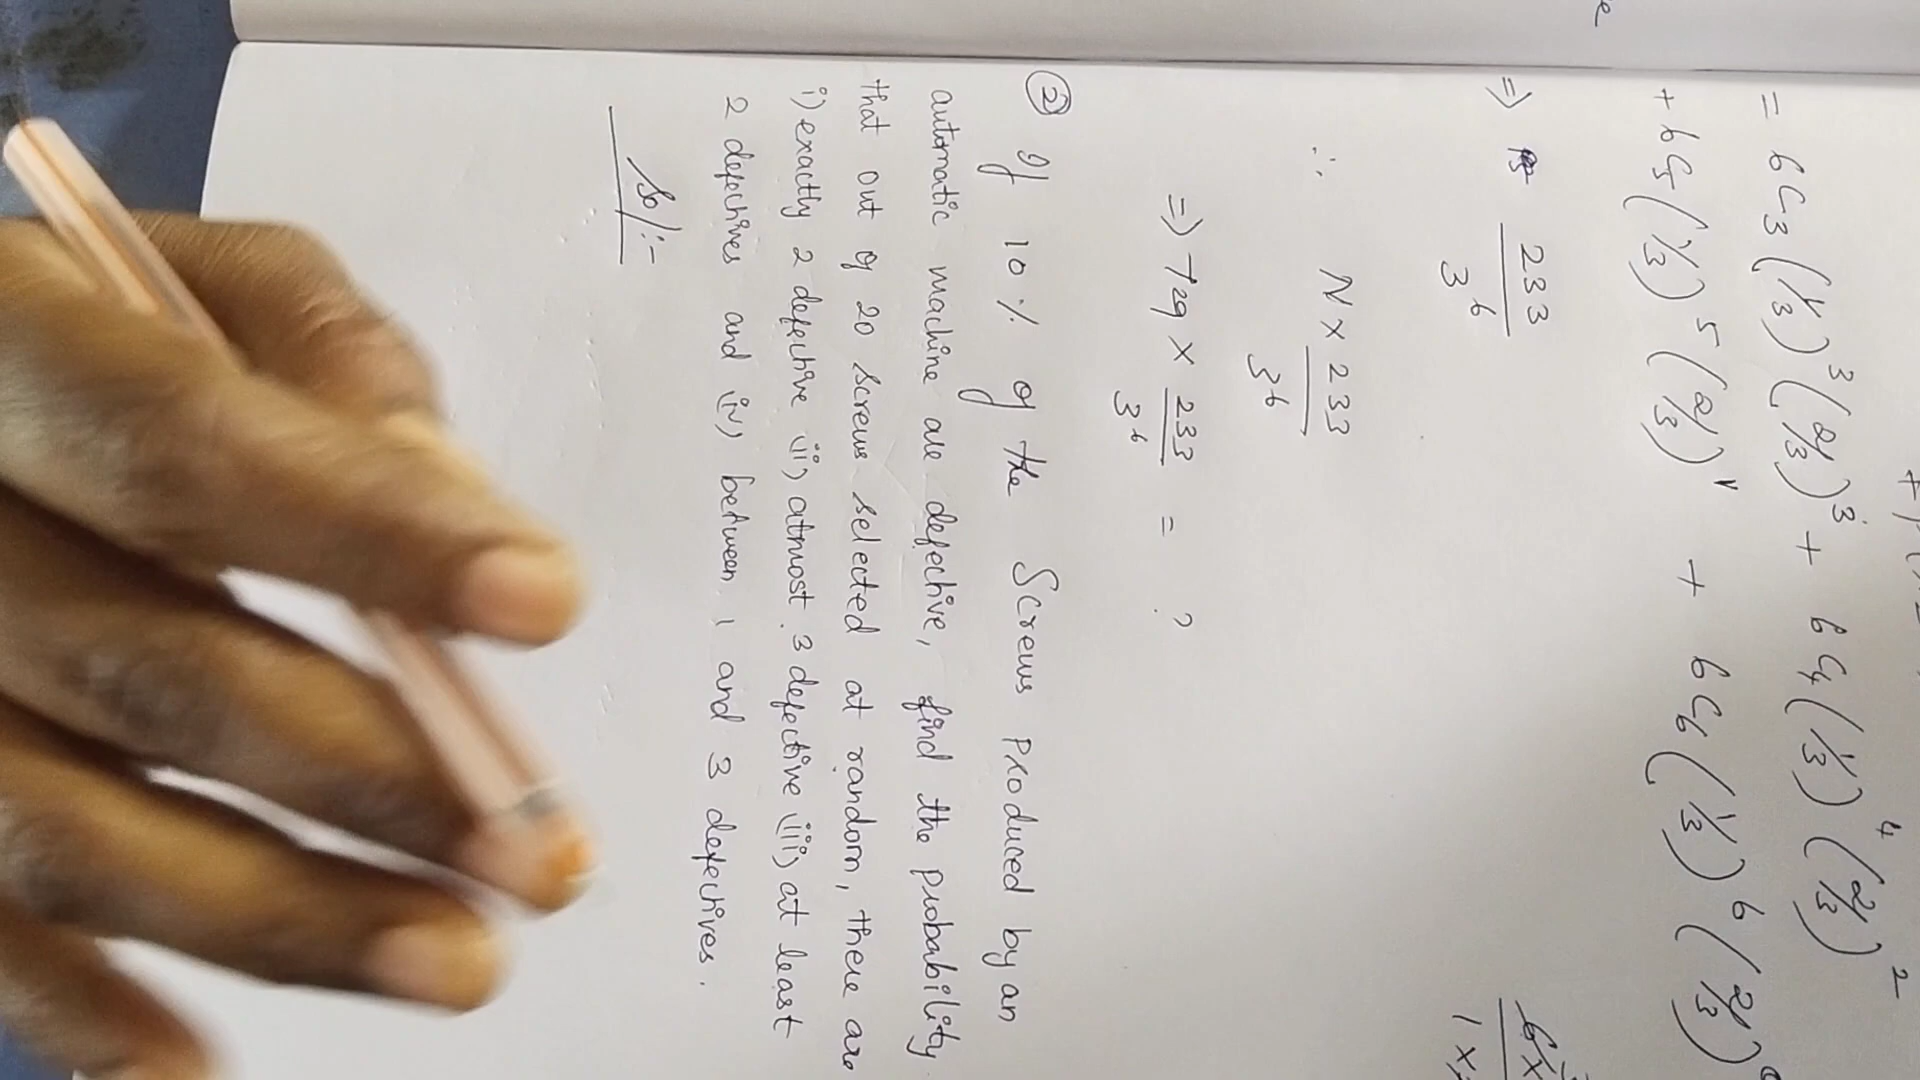 = 6C3 (1/3)^3 (2/3)^3 + 6C4 (1/3)^4 (2/3)^2
+ 6C5 (1/3)^5 (2/3)^1 + 6C6 (1/3)^6 (2/3)^0
=> 233/3^6
∴ N × 233/3^6
=> 729 × 233/3^6 = ?
② If 10% of the Screws produced by an
automatic machine are defective, find the probability
that out of 20 screws selected at random, there are
i) exactly 2 defective ii) atmost 3 defective iii) at least
2 defectives and iv) between 1 and 3 defectives.
Sol:-